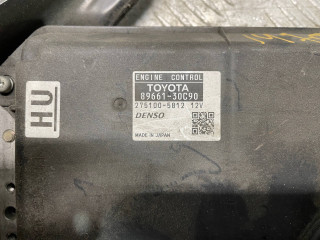 HU
ENGINE CONTROL
TOYOTA
89661-30C90
275100-5812 12V
DENSO
MADE IN JAPAN